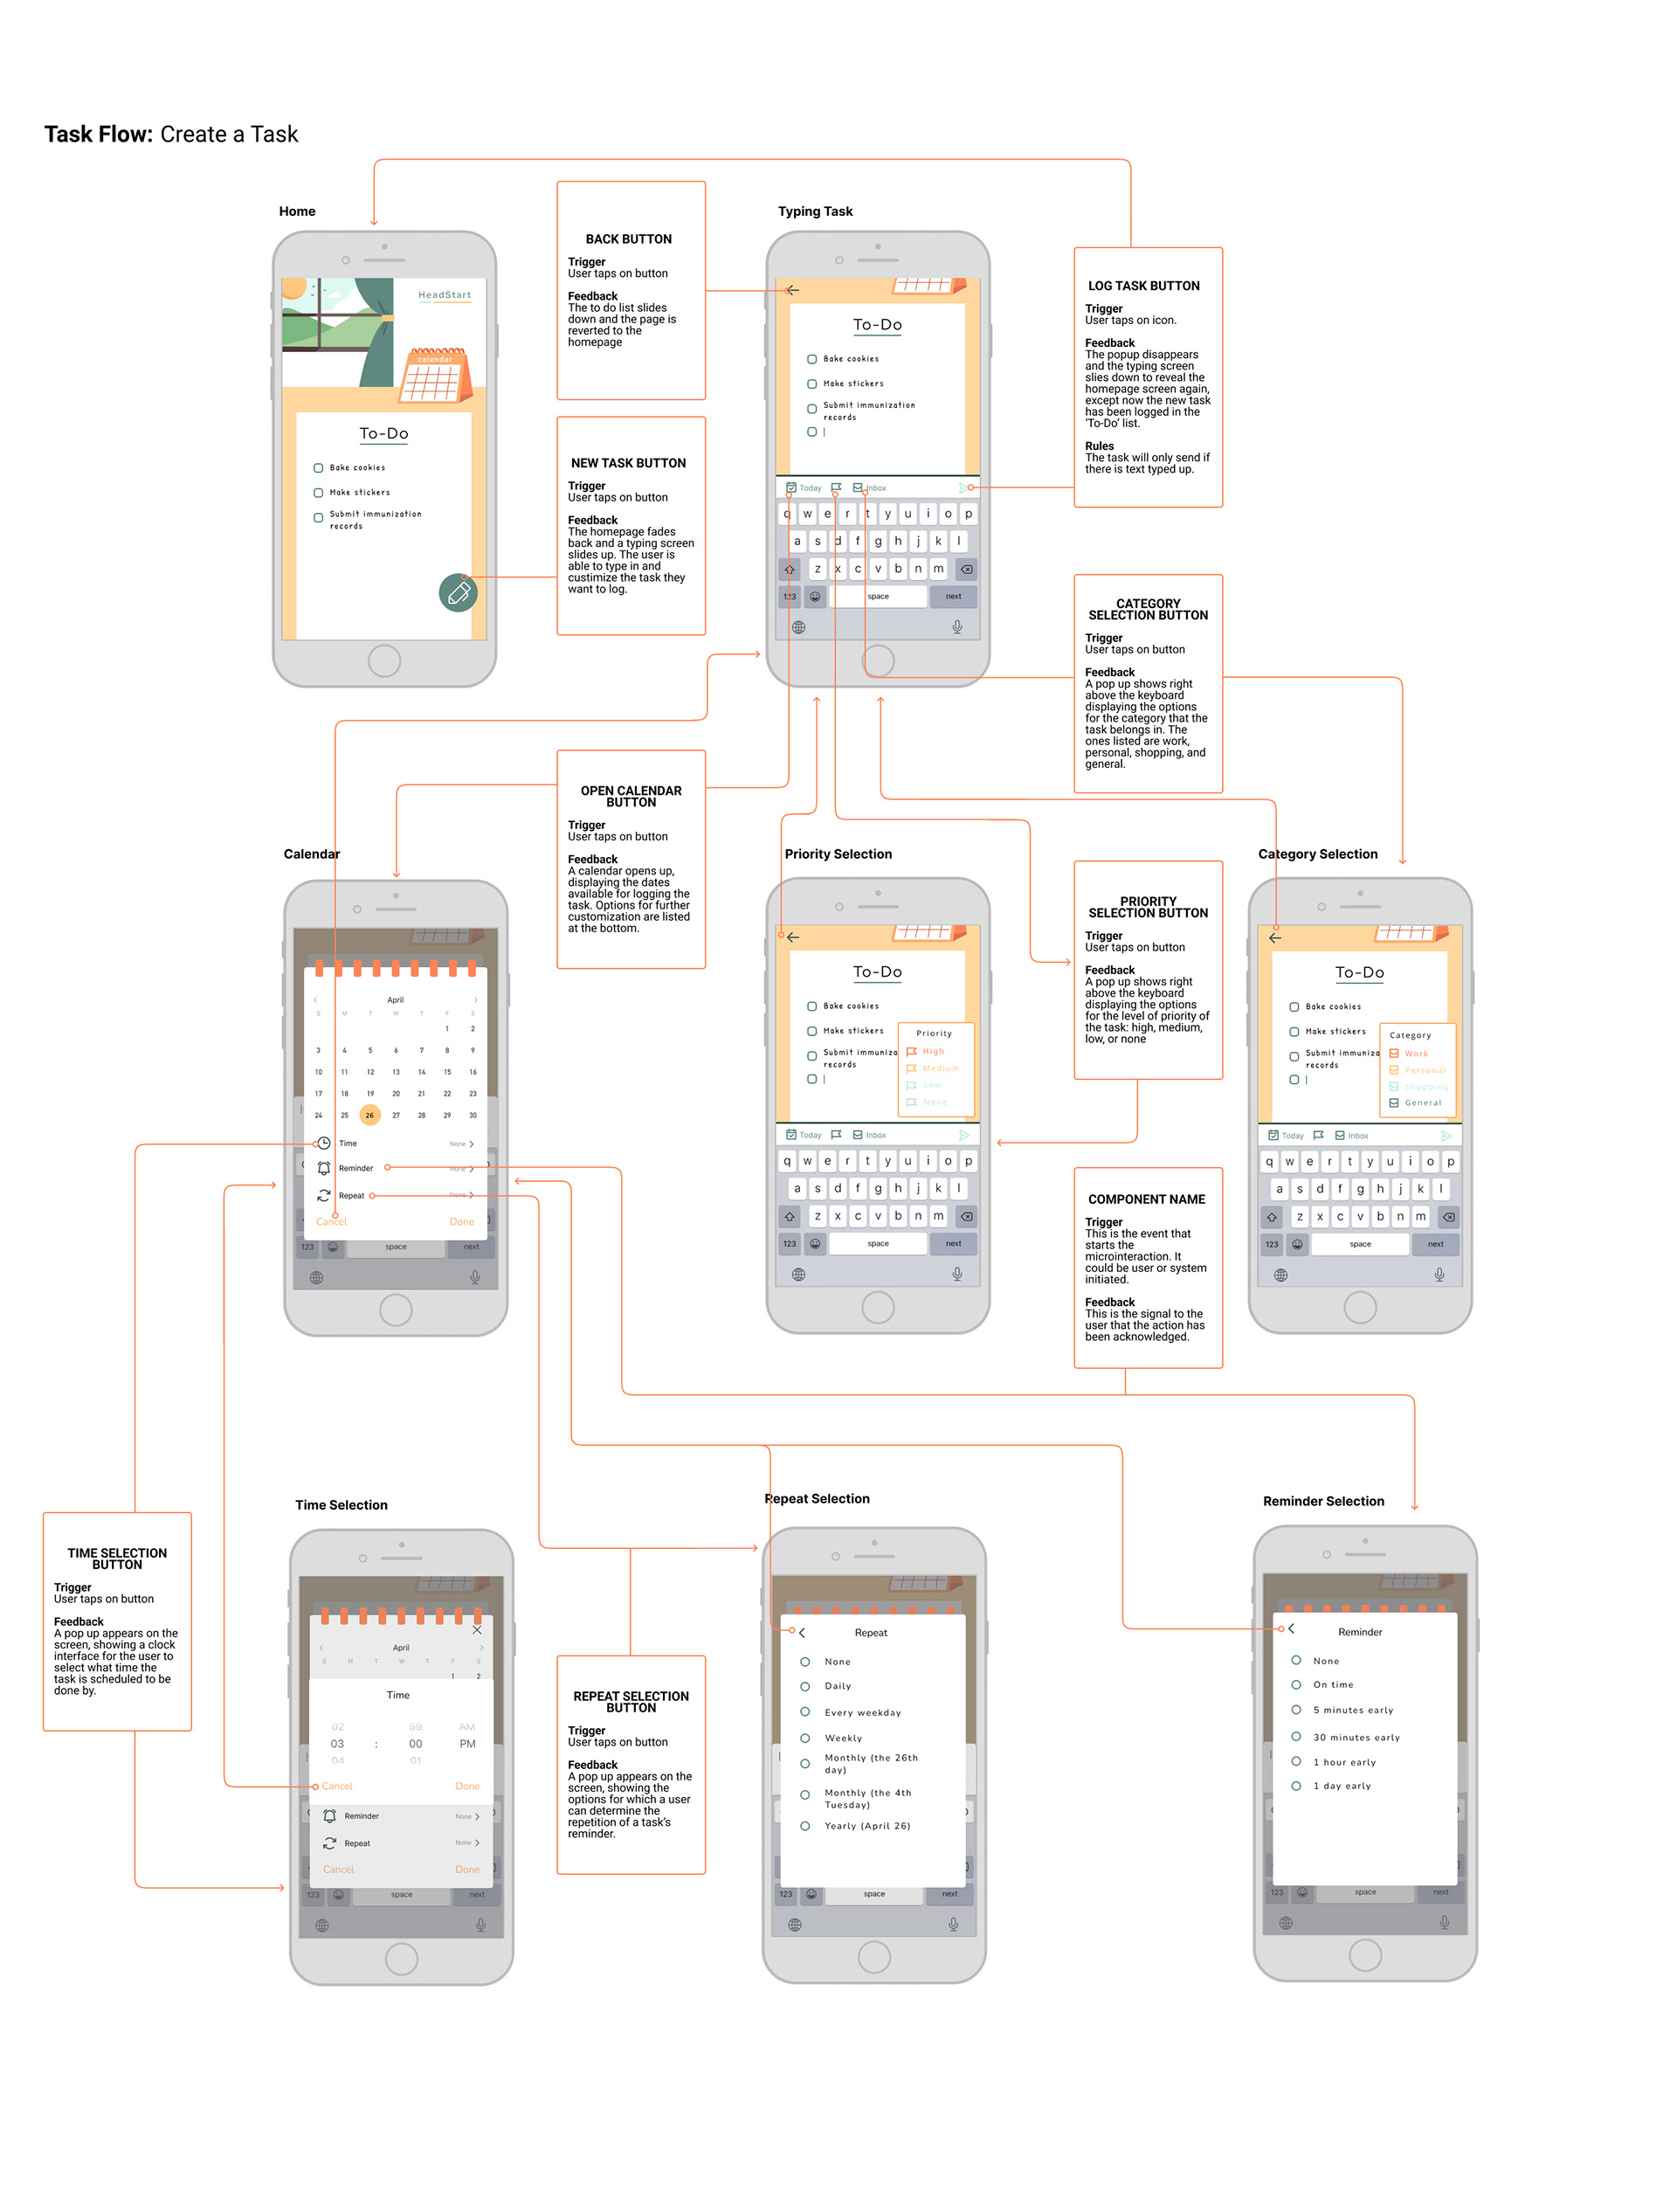 Task Flow: Create a Task
Home
HeadStart
calendar
To-Do
Bake cookies
Make stickers
Submit immunization
records
BACK BUTTON
Trigger
User taps on button
Feedback
The to do list slides
down and the page is
reverted to the
homepage
NEW TASK BUTTON
Trigger
User taps on button
Feedback
The homepage fades
back and a typing screen
slides up. The user is
able to type in and
custimize the task they
want to log.
Typing Task
To-Do
Bake cookies
Make stickers
Submit immunization
records
Today
Inbox
q w e r t y u i o p
a s d f g h j k l
z x c v b n m
123 space next
LOG TASK BUTTON
Trigger
User taps on icon.
Feedback
The popup disappears
and the typing screen
slies down to reveal the
homepage screen again,
except now the new task
has been logged in the
'To-Do' list.
Rules
The task will only send if
there is text typed up.
CATEGORY
SELECTION BUTTON
Trigger
User taps on button
Feedback
A pop up shows right
above the keyboard
displaying the options
for the category that the
task belongs in. The
ones listed are work,
personal, shopping, and
general.
OPEN CALENDAR
BUTTON
Trigger
User taps on button
Feedback
A calendar opens up,
displaying the dates
available for logging the
task. Options for further
customization are listed
at the bottom.
Calendar
April
S M T W T F S
1 2
3 4 5 6 7 8 9
10 11 12 13 14 15 16
17 18 19 20 21 22 23
24 25 26 27 28 29 30
Time None
Reminder None
Repeat None
Cancel Done
123 space next
Priority Selection
To-Do
Bake cookies
Make stickers
Submit immuniza
records
Priority
High
Medium
Low
None
Today
Inbox
q w e r t y u i o p
a s d f g h j k l
z x c v b n m
123 space next
PRIORITY
SELECTION BUTTON
Trigger
User taps on button
Feedback
A pop up shows right
above the keyboard
displaying the options
for the level of priority of
the task: high, medium,
low, or none
Category Selection
To-Do
Bake cookies
Make stickers
Submit immuniza
records
Category
Work
Personal
Shopping
General
Today
Inbox
q w e r t y u i o p
a s d f g h j k l
z x c v b n m
123 space next
COMPONENT NAME
Trigger
This is the event that
starts the
microinteraction. It
could be user or system
initiated.
Feedback
This is the signal to the
user that the action has
been acknowledged.
TIME SELECTION
BUTTON
Trigger
User taps on button
Feedback
A pop up appears on the
screen, showing a clock
interface for the user to
select what time the
task is scheduled to be
done by.
Time Selection
April
S M T W T F S
1 2
Time
02 59 AM
03 : 00 PM
04 01
Cancel Done
Reminder None
Repeat None
Cancel Done
123 space next
REPEAT SELECTION
BUTTON
Trigger
User taps on button
Feedback
A pop up appears on the
screen, showing the
options for which a user
can determine the
repetition of a task's
reminder.
Repeat Selection
Repeat
None
Daily
Every weekday
Weekly
Monthly (the 26th
day)
Monthly (the 4th
Tuesday)
Yearly (April 26)
123 space next
Reminder Selection
Reminder
None
On time
5 minutes early
30 minutes early
1 hour early
1 day early
123 space next